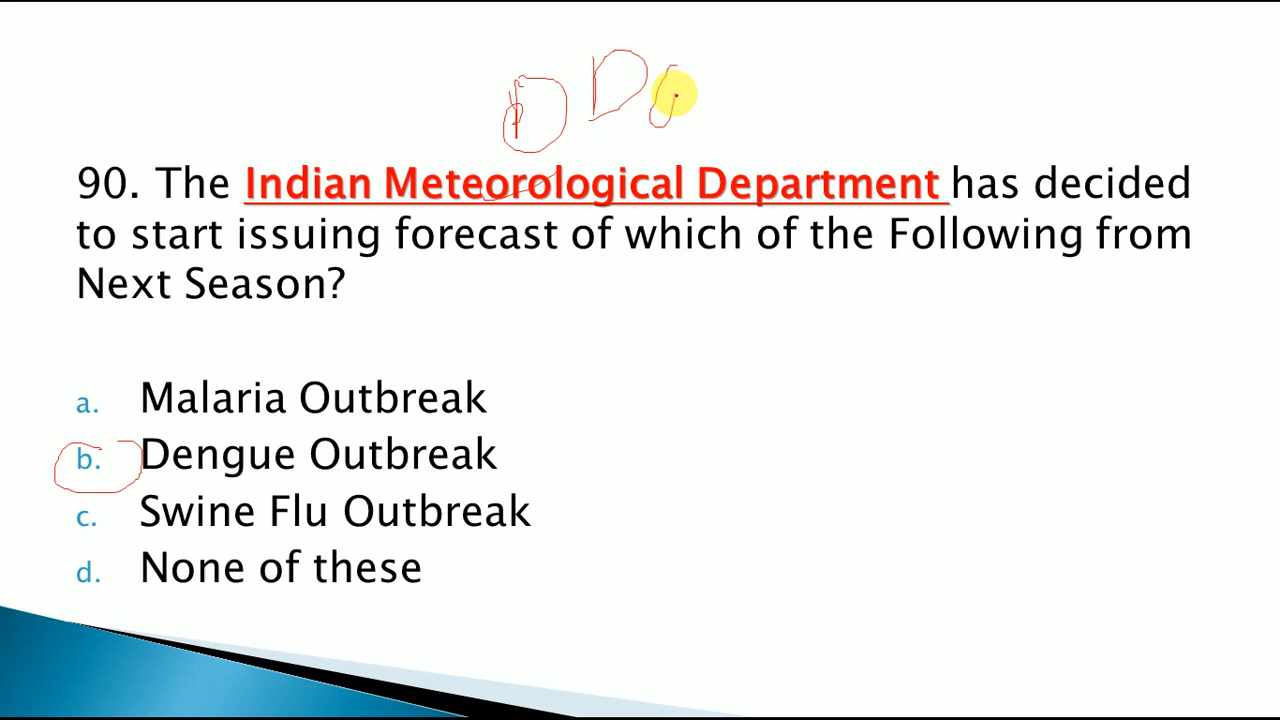 90. The Indian Meteorological Department has decided
to start issuing forecast of which of the Following from
Next Season?
a. Malaria Outbreak
b. Dengue Outbreak
c. Swine Flu Outbreak
d. None of these